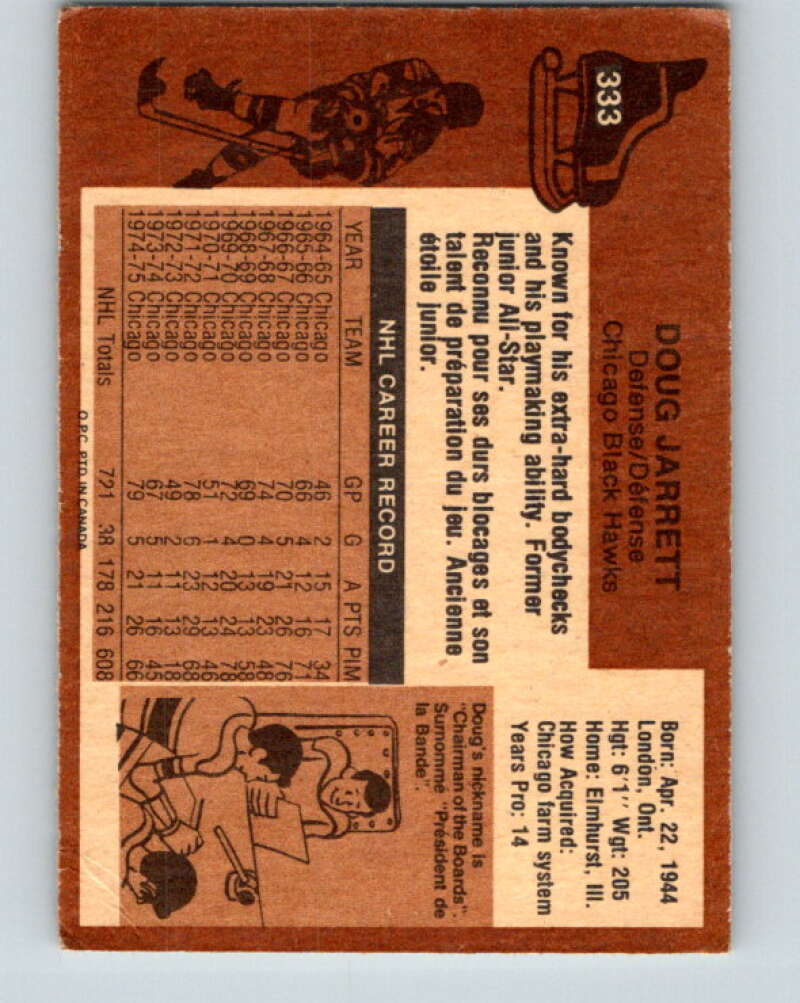 333
DOUG JARRETT
Defense/Défense
Chicago Black Hawks
Born: Apr. 22, 1944
London, Ont.
Hgt: 6'1" Wgt: 205
Home: Elmhurst, Ill.
How Acquired:
Chicago farm system
Years Pro: 14
Known for his extra-hard bodychecks
and his playmaking ability. Former
junior All-Star.
Reconnu pour ses durs blocages et son
talent de préparation du jeu. Ancienne
étoile junior.
NHL CAREER RECORD
YEAR TEAM GP G A PTS PIM
1964-65 Chicago 46 2 15 17 34
1965-66 Chicago 66 4 12 16 71
1966-67 Chicago 70 5 21 26 76
1967-68 Chicago 74 4 19 23 48
1968-69 Chicago 69 0 13 13 58
1969-70 Chicago 72 4 20 24 78
1970-71 Chicago 51 1 12 13 46
1971-72 Chicago 78 6 23 29 68
1972-73 Chicago 49 2 11 13 18
1973-74 Chicago 67 5 11 16 45
1974-75 Chicago 79 5 21 26 66
NHL Totals 721 38 178 216 608
Doug's nickname is
"Chairman of the Boards".
Surnommé "Président de
la Bande".
O.P.C. PTD. IN CANADA